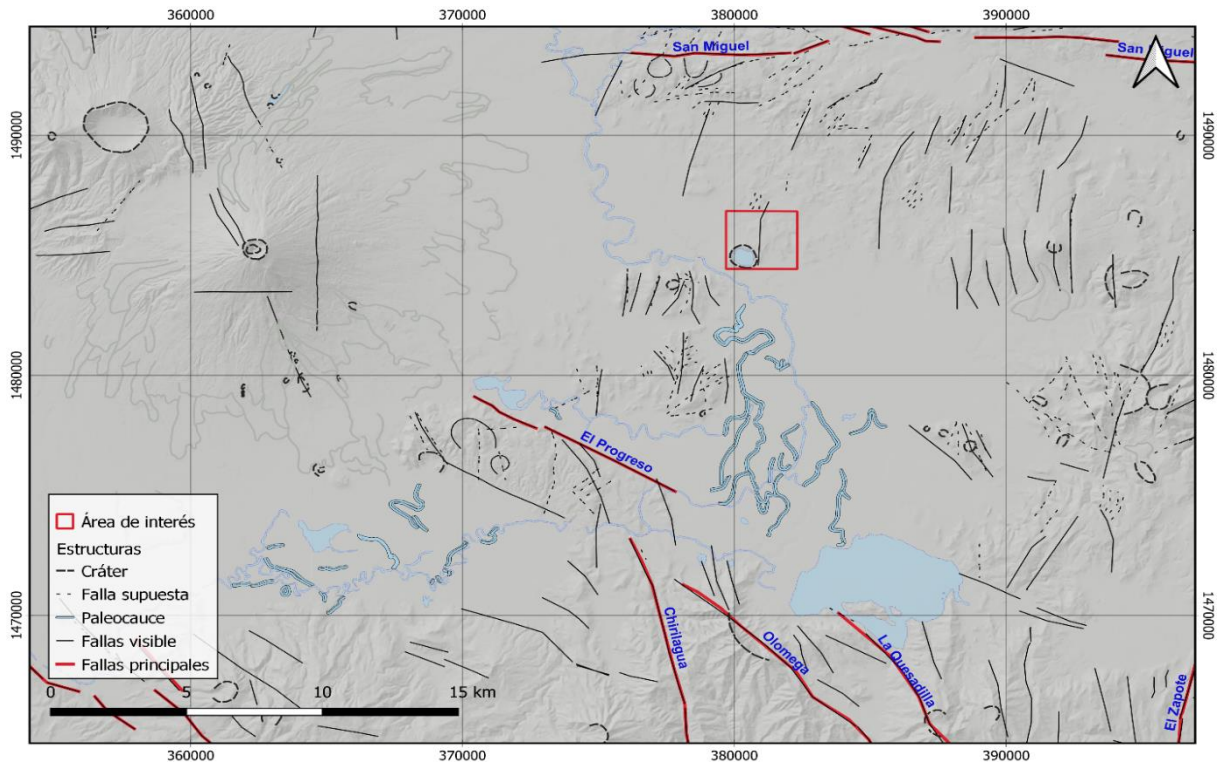 360000
370000
380000
390000
San Miguel
San Miguel
1490000
1490000
1480000
1480000
El Progreso
Área de interés
Estructuras
Cráter
Falla supuesta
Paleocauce
Fallas visible
Fallas principales
1470000
1470000
Chirilagua
Olomega
La Quesadilla
El Zapote
0
5
10
15 km
360000
370000
380000
390000